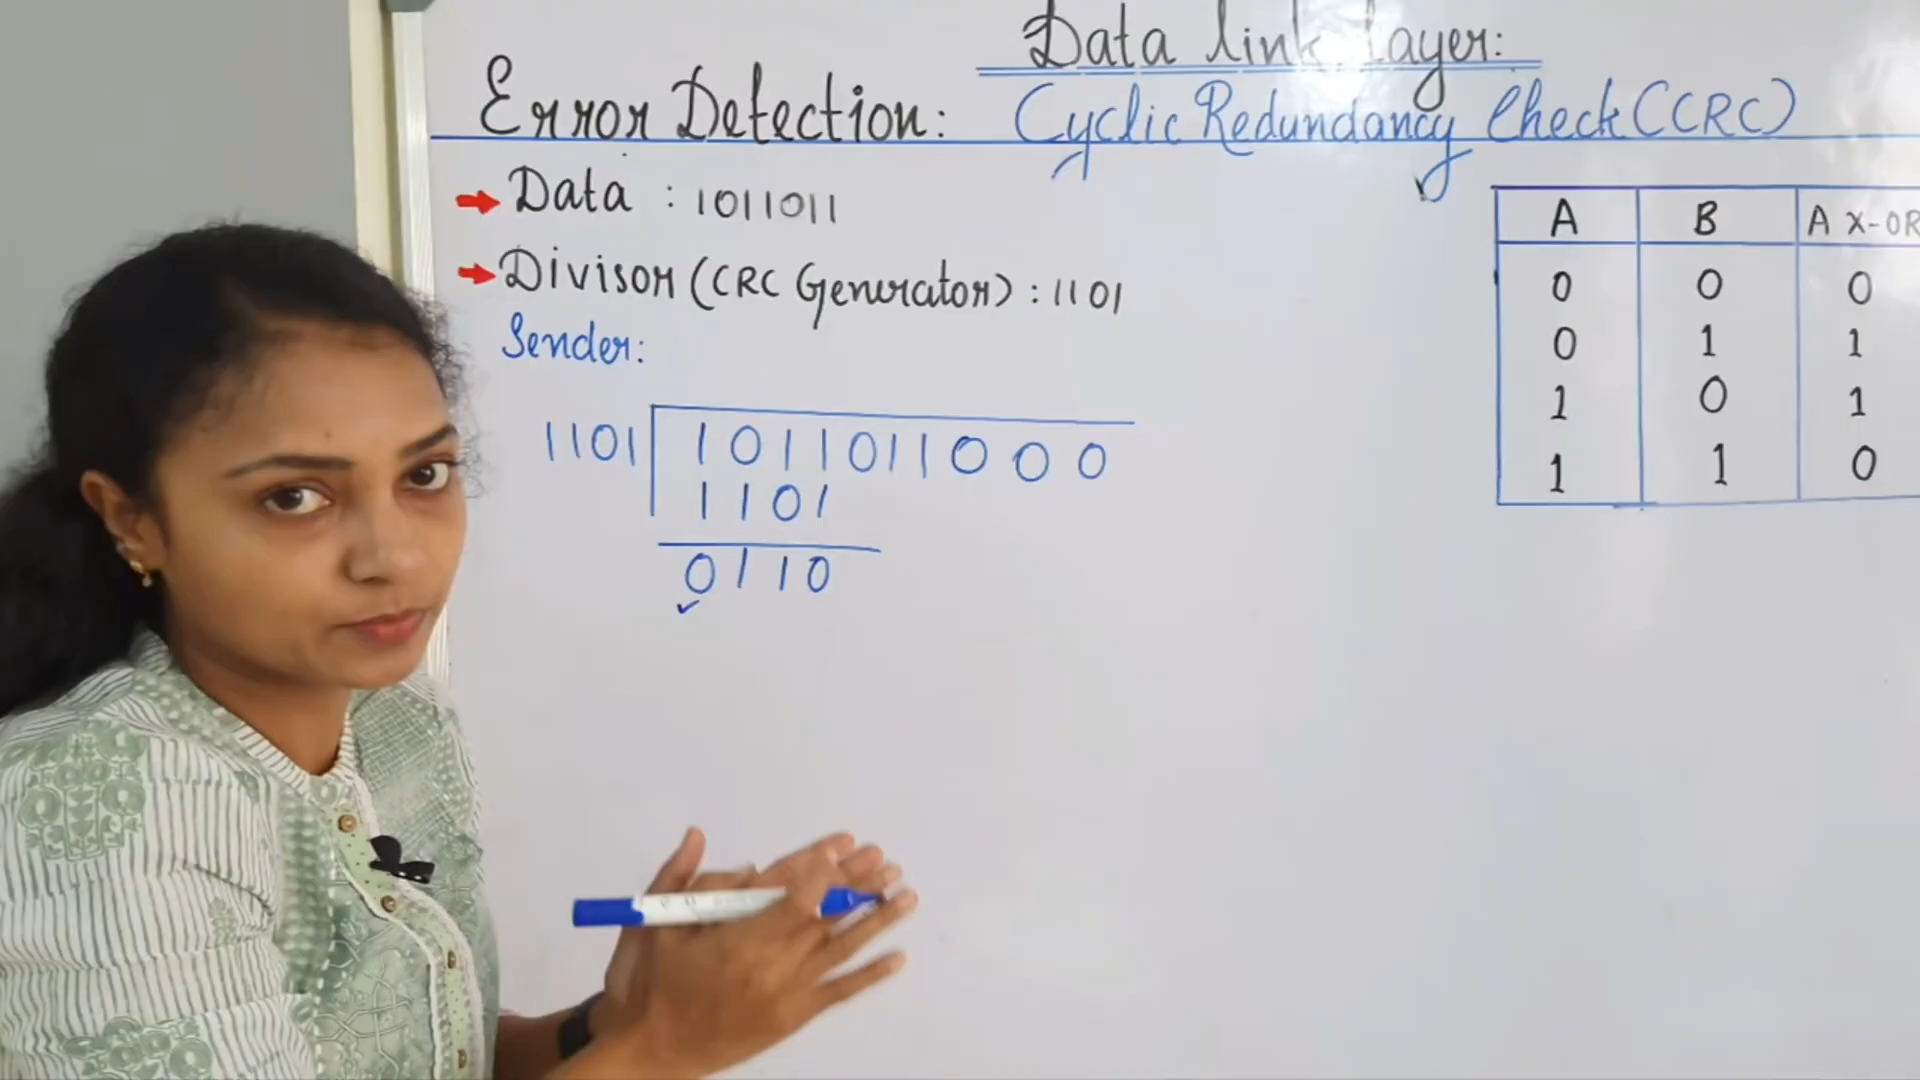 Data Link Layer:
Error Detection: Cyclic Redundancy Check (CRC)
Data : 1011011
Divisor (CRC Generator) : 1101
Sender:
1101 1011011000
1101
0110
A B A X-OR
0 0 0
0 1 1
1 0 1
1 1 0